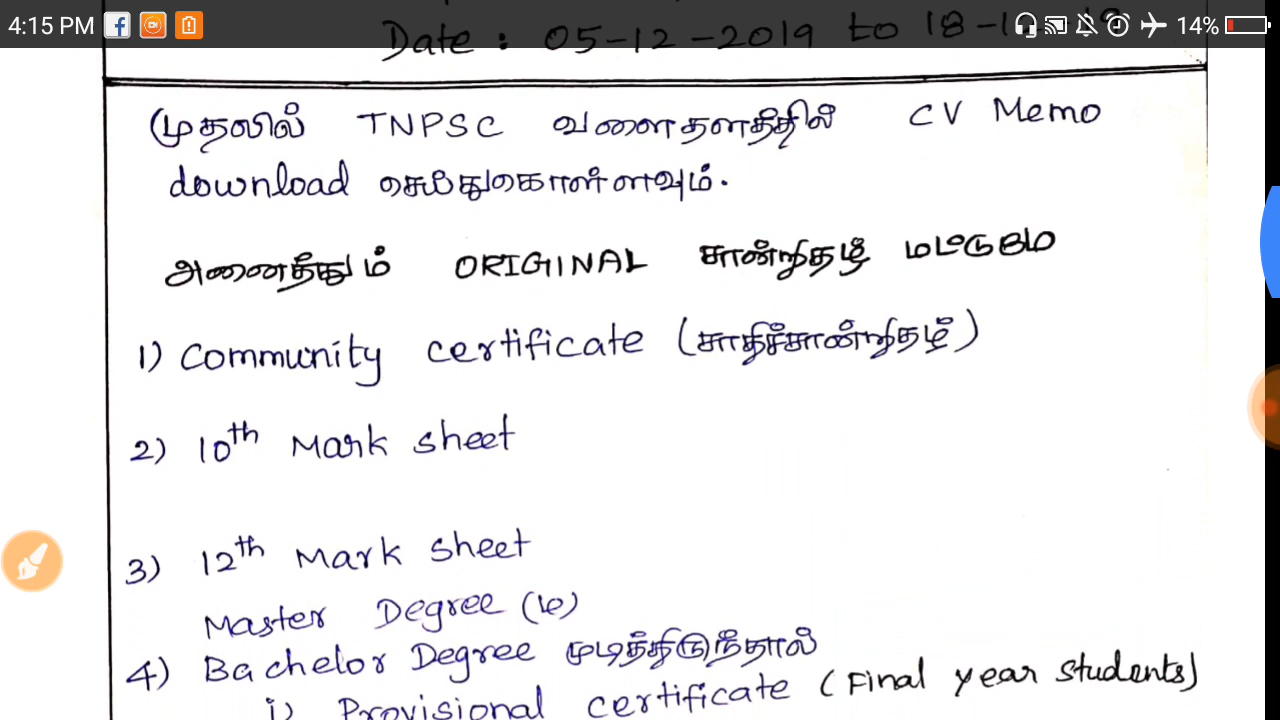 4:15 PM 14%
Date : 05-12-2019 to 18-1
முதலில் TNPSC வளைதளத்தில் CV Memo
download செய்துகொள்ளவும்.
அனைத்தும் ORIGINAL சான்றிதழ் மட்டுமே
1) Community certificate (சாதிச்சான்றிதழ்)
2) 10th Mark sheet
3) 12th Mark sheet
Master Degree (ம)
4) Bachelor Degree முடித்திருந்தால்
i) Provisional certificate (Final year students)